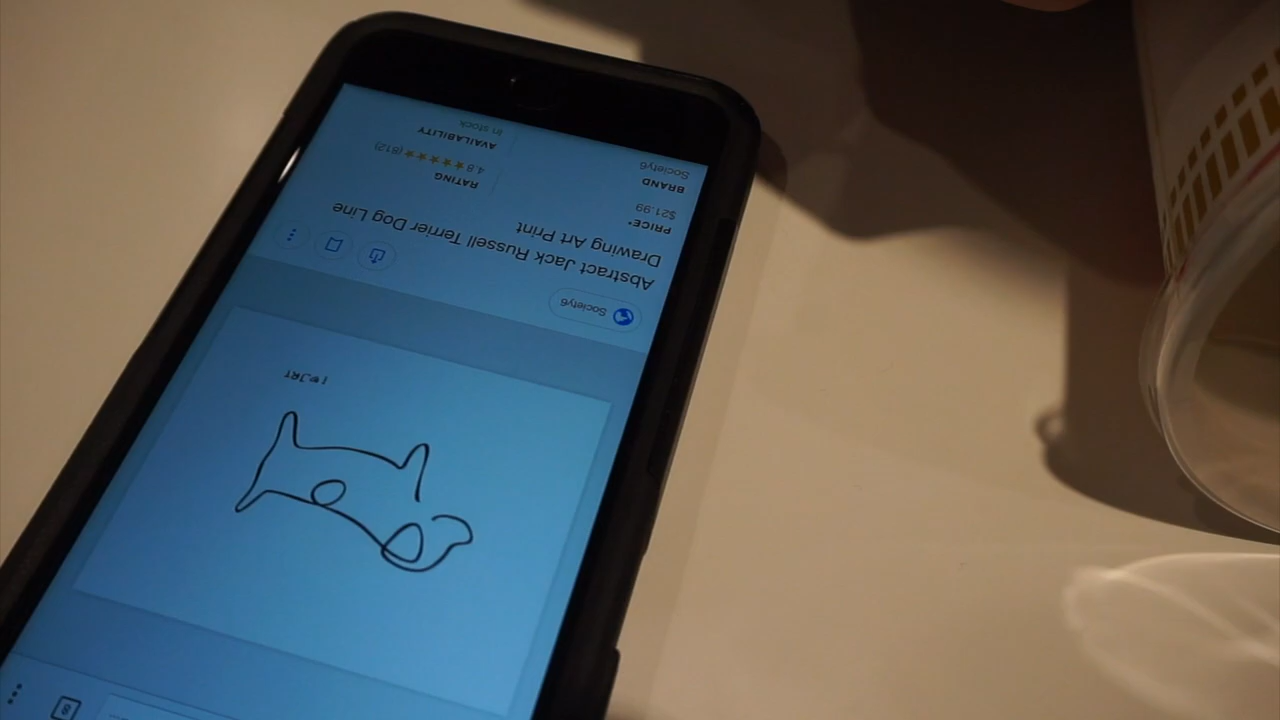 I ♥ JRT
Society6
Abstract Jack Russell Terrier Dog Line
Drawing Art Print
PRICE*
$21.99
RATING
4.8 ★★★★★ (812)
BRAND
Society6
AVAILABILITY
In stock